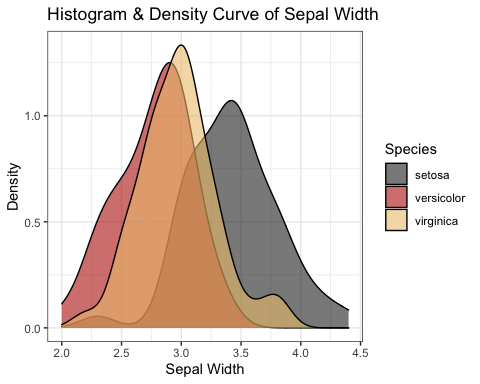 Histogram & Density Curve of Sepal Width
Density
1.0
0.5
0.0
2.0 2.5 3.0 3.5 4.0 4.5
Sepal Width
Species
setosa
versicolor
virginica